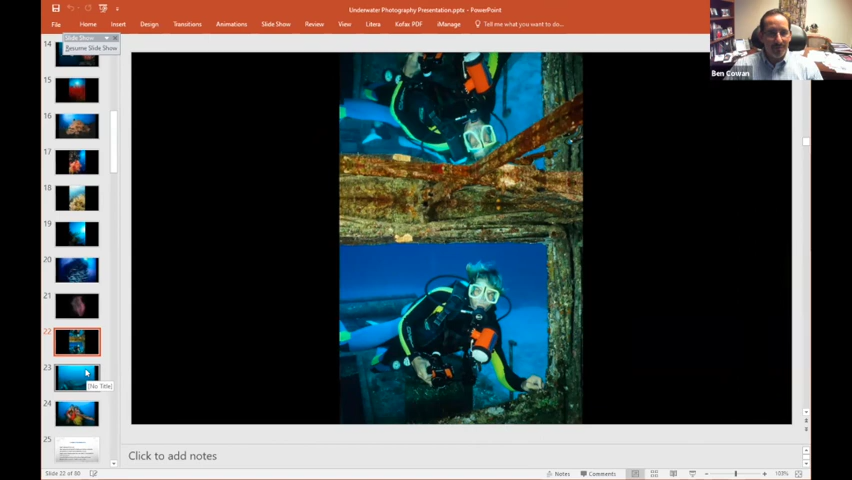 Underwater Photography Presentation.pptx - PowerPoint
File Home Insert Design Transitions Animations Slide Show Review View Litera Kofax PDF iManage Tell me what you want to do...
Slide Show
Resume Slide Show
Ben Cowan
14
15
16
17
18
19
20
21
22
23
[No Title]
24
25
Click to add notes
Slide 22 of 80
Notes Comments
103%